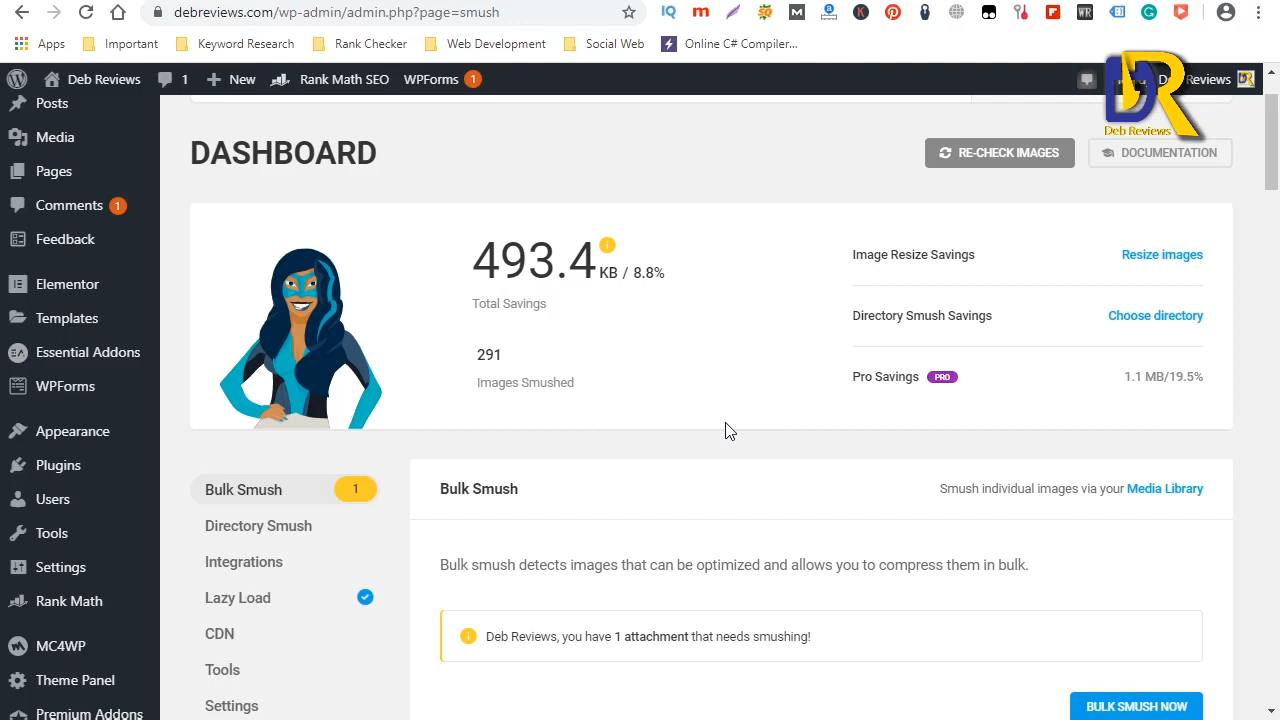 debreviews.com/wp-admin/admin.php?page=smush
Apps Important Keyword Research Rank Checker Web Development Social Web Online C# Compiler...
Deb Reviews 1 New Rank Math SEO WPForms 1 Reviews
Deb Reviews
Posts
Media
Pages
Comments 1
Feedback
Elementor
Templates
Essential Addons
WPForms
Appearance
Plugins
Users
Tools
Settings
Rank Math
MC4WP
Theme Panel
Premium Addons
DASHBOARD
RE-CHECK IMAGES
DOCUMENTATION
493.4 KB / 8.8%
Total Savings
291
Images Smushed
Image Resize Savings Resize images
Directory Smush Savings Choose directory
Pro Savings PRO 1.1 MB/19.5%
Bulk Smush 1
Directory Smush
Integrations
Lazy Load
CDN
Tools
Settings
Bulk Smush
Smush individual images via your Media Library
Bulk smush detects images that can be optimized and allows you to compress them in bulk.
Deb Reviews, you have 1 attachment that needs smushing!
BULK SMUSH NOW